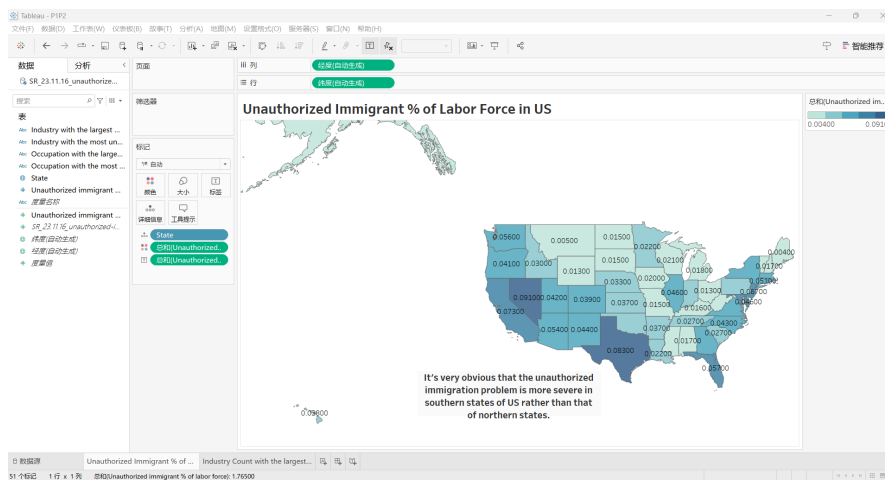 Tableau - P1P2
文件(F) 数据(D) 工作表(W) 仪表板(B) 故事(T) 分析(A) 地图(M) 设置格式(O) 服务器(S) 窗口(N) 帮助(H)
智能推荐
数据 分析
SR_23.11.16_unauthorize...
搜索
表
Abc Industry with the largest ...
Abc Industry with the most un...
Abc Occupation with the large...
Abc Occupation with the most ...
State
Unauthorized immigrant ...
Abc 度量名称
Unauthorized immigrant ...
SR_23.11.16_unauthorized-i...
纬度(自动生成)
经度(自动生成)
度量值
页面
筛选器
标记
自动
颜色 大小 标签
详细信息 工具提示
State
总和(Unauthorized..
总和(Unauthorized..
列 经度(自动生成)
行 纬度(自动生成)
Unauthorized Immigrant % of Labor Force in US
0.05600
0.00500
0.01500
0.02200
0.00400
0.04100
0.03000
0.01500
0.02100
0.01800
0.01700
0.01300
0.03300
0.02000
0.05100
0.091000
0.04200
0.03900
0.03700
0.01500
0.04600
0.01300
0.06700
0.01600
0.07300
0.05400
0.04400
0.03700
0.02700
0.04300
0.02700
0.01700
0.08300
0.02200
0.05700
It's very obvious that the unauthorized
immigration problem is more severe in
southern states of US rather than that
of northern states.
总和(Unauthorized im...
0.00400
数据源
Unauthorized Immigrant % of ...
Industry Count with the largest...
51 个标记 1 行 x 1 列 总和(Unauthorized immigrant % of labor force): 1.76500